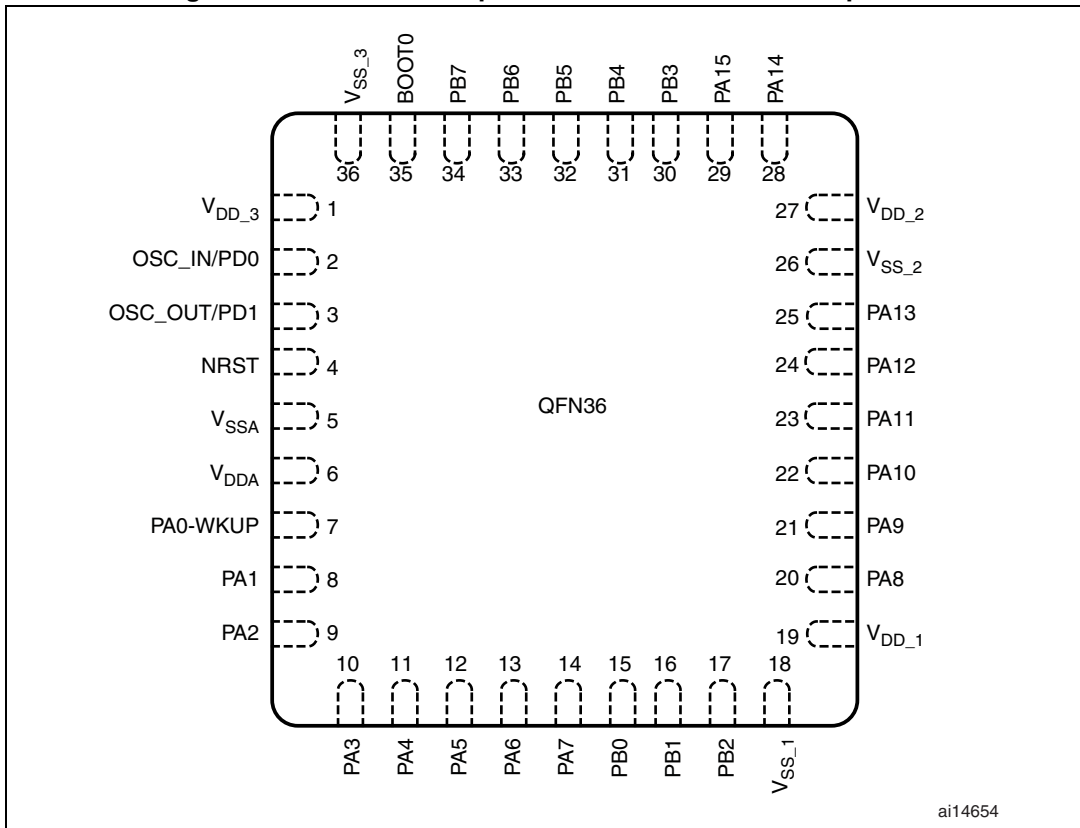 VSS_3
BOOT0
PB7
PB6
PB5
PB4
PB3
PA15
PA14
36 35 34 33 32 31 30 29 28
VDD_3 1
OSC_IN/PD0 2
OSC_OUT/PD1 3
NRST 4
VSSA 5
VDDA 6
PA0-WKUP 7
PA1 8
PA2 9
QFN36
27 VDD_2
26 VSS_2
25 PA13
24 PA12
23 PA11
22 PA10
21 PA9
20 PA8
19 VDD_1
10 11 12 13 14 15 16 17 18
PA3
PA4
PA5
PA6
PA7
PB0
PB1
PB2
VSS_1
ai14654